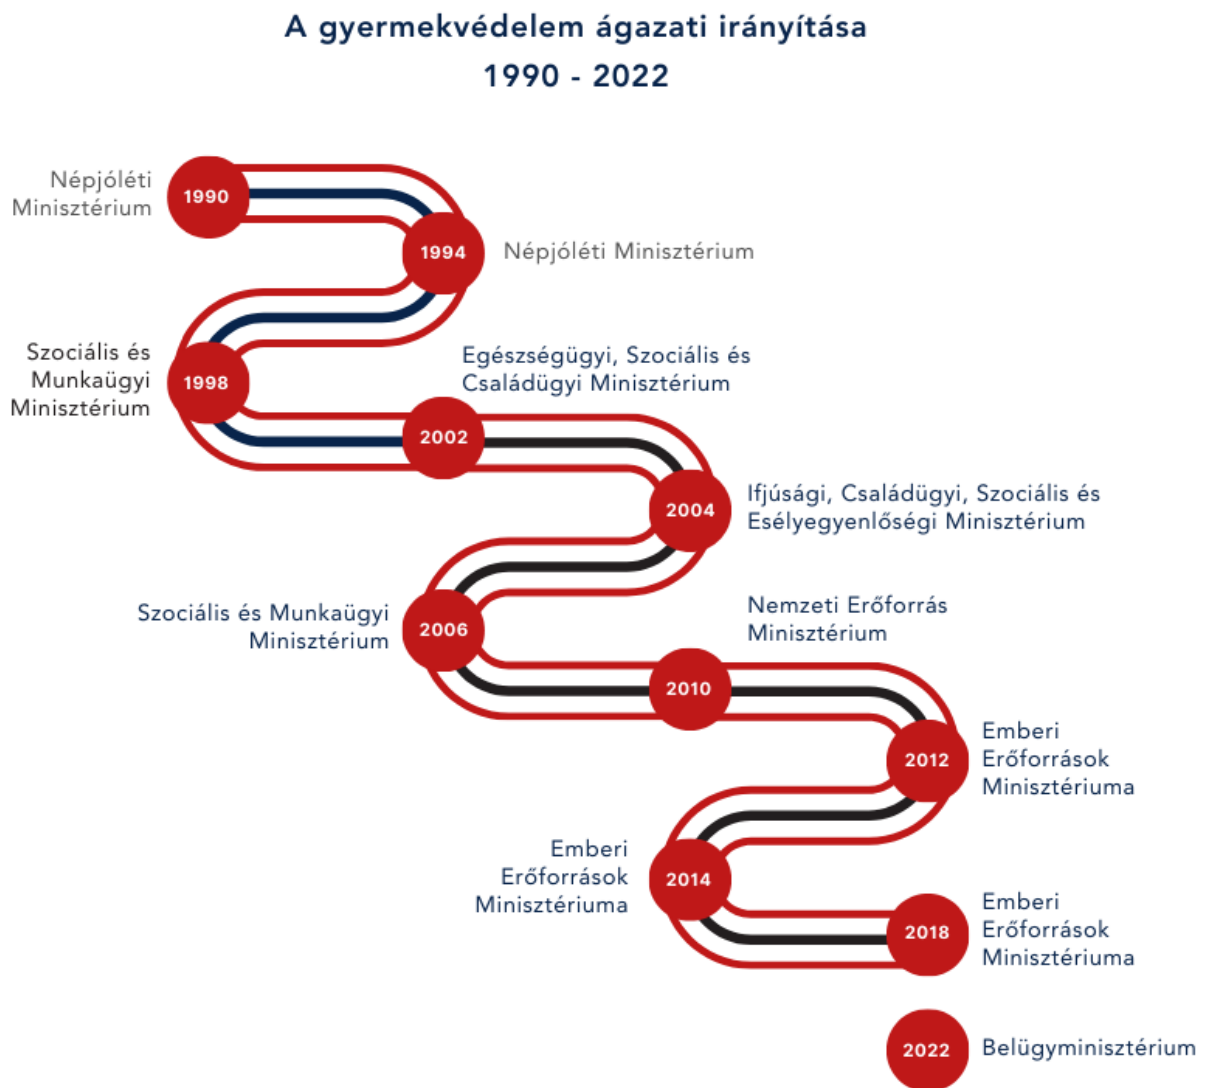 A gyermekvédelem ágazati irányítása
1990 - 2022
Népjóléti
Minisztérium
1990
1994
Népjóléti Minisztérium
Szociális és
Munkaügyi
Minisztérium
1998
Egészségügyi, Szociális és
Családügyi Minisztérium
2002
2004
Ifjúsági, Családügyi, Szociális és
Esélyegyenlőségi Minisztérium
Szociális és Munkaügyi
Minisztérium
2006
Nemzeti Erőforrás
Minisztérium
2010
2012
Emberi
Erőforrások
Minisztériuma
Emberi
Erőforrások
Minisztériuma
2014
2018
Emberi
Erőforrások
Minisztériuma
2022
Belügyminisztérium